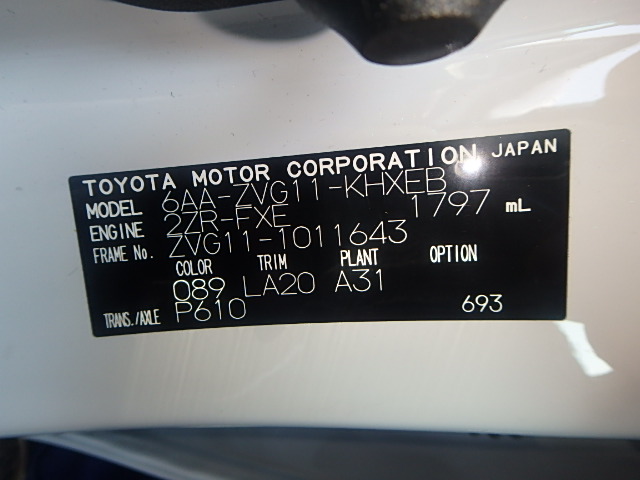 TOYOTA MOTOR CORPORATION JAPAN
MODEL 6AA-ZVG11-KHXEB
ENGINE 2ZR-FXE 1797 mL
FRAME No. ZVG11-1011643
COLOR TRIM PLANT OPTION
089 LA20 A31
TRANS./AXLE P610 693